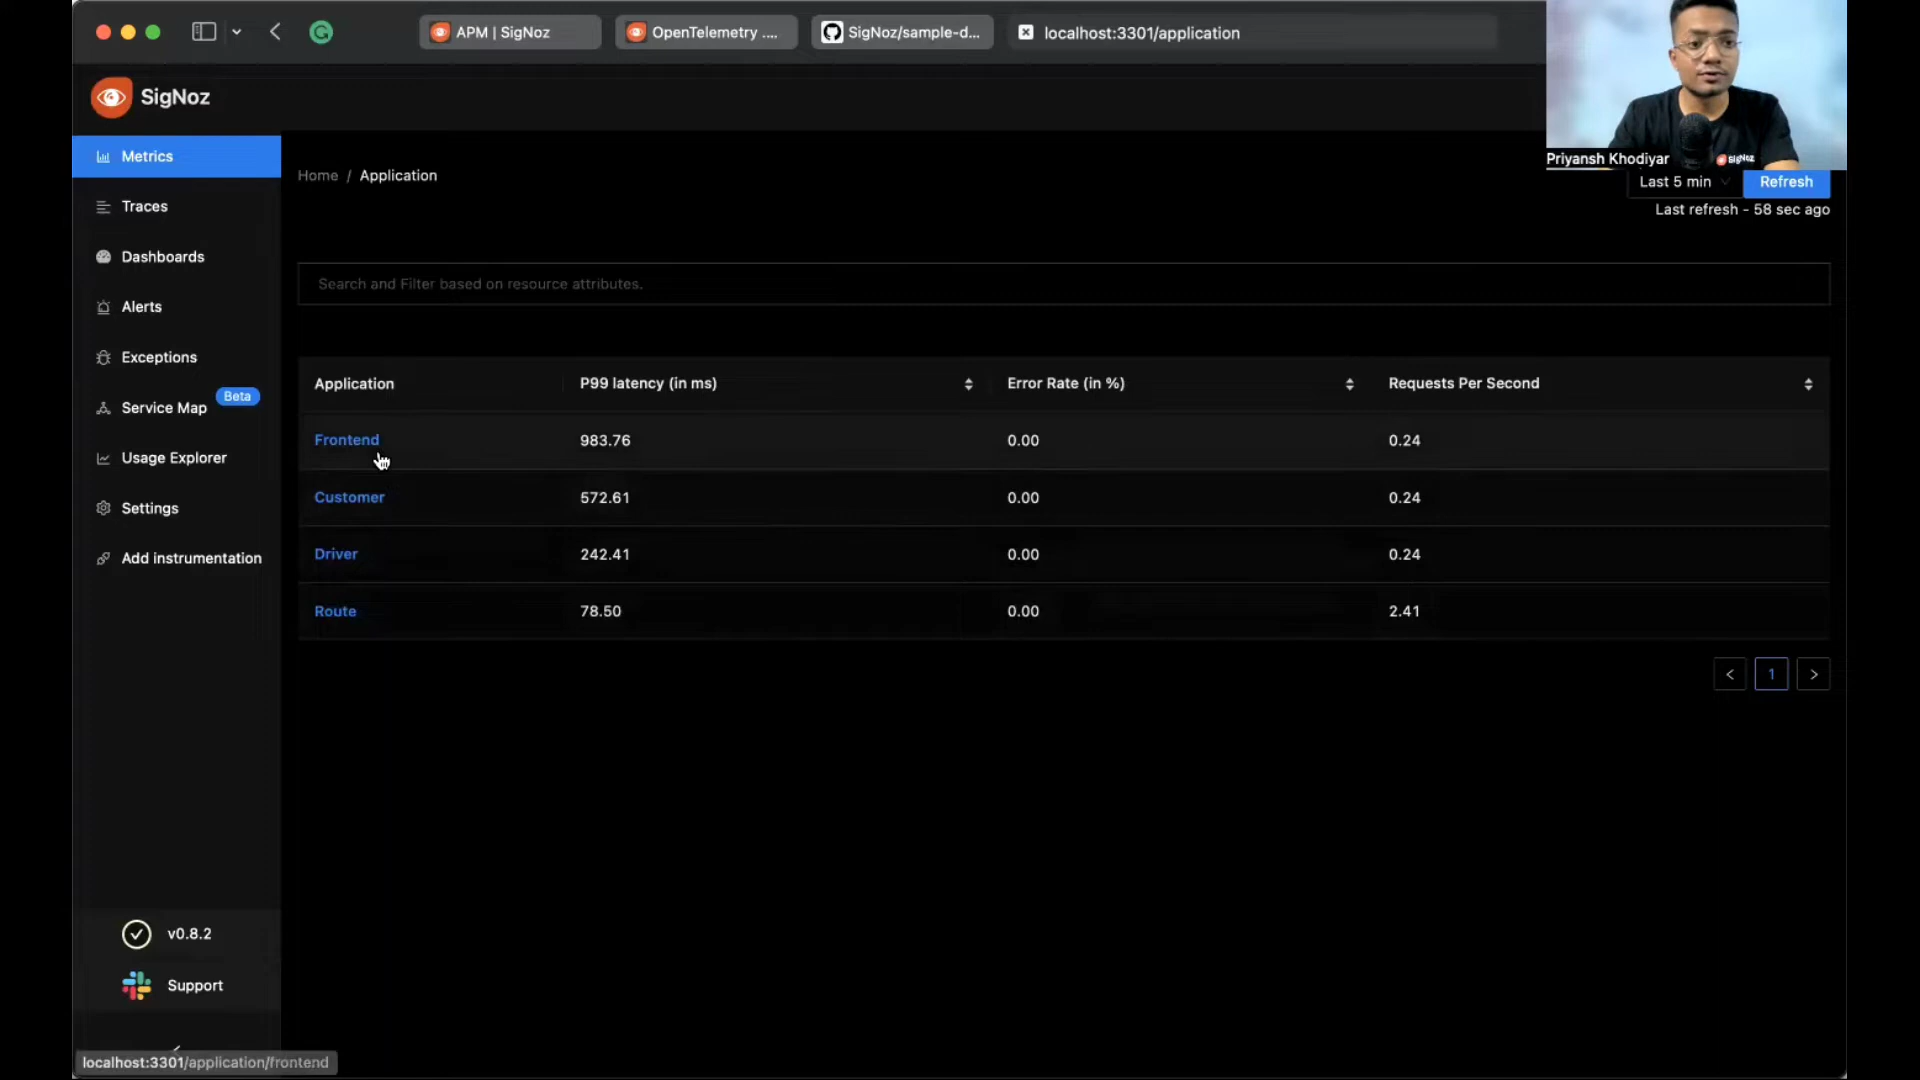 APM | SigNoz
OpenTelemetry ....
SigNoz/sample-d...
localhost:3301/application
SigNoz
Metrics
Traces
Dashboards
Alerts
Exceptions
Service Map
Beta
Usage Explorer
Settings
Add instrumentation
v0.8.2
Support
localhost:3301/application/frontend
Home / Application
Priyansh Khodiyar
SigNoz
Last 5 min
Refresh
Last refresh - 58 sec ago
Search and Filter based on resource attributes.
Application P99 latency (in ms) Error Rate (in %) Requests Per Second
Frontend 983.76 0.00 0.24
Customer 572.61 0.00 0.24
Driver 242.41 0.00 0.24
Route 78.50 0.00 2.41
< 1 >